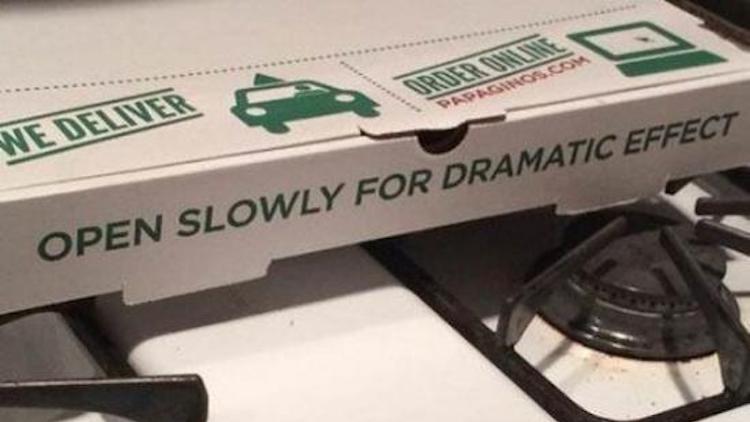 WE DELIVER
ORDER ONLINE
PAPAGINOS.COM
OPEN SLOWLY FOR DRAMATIC EFFECT